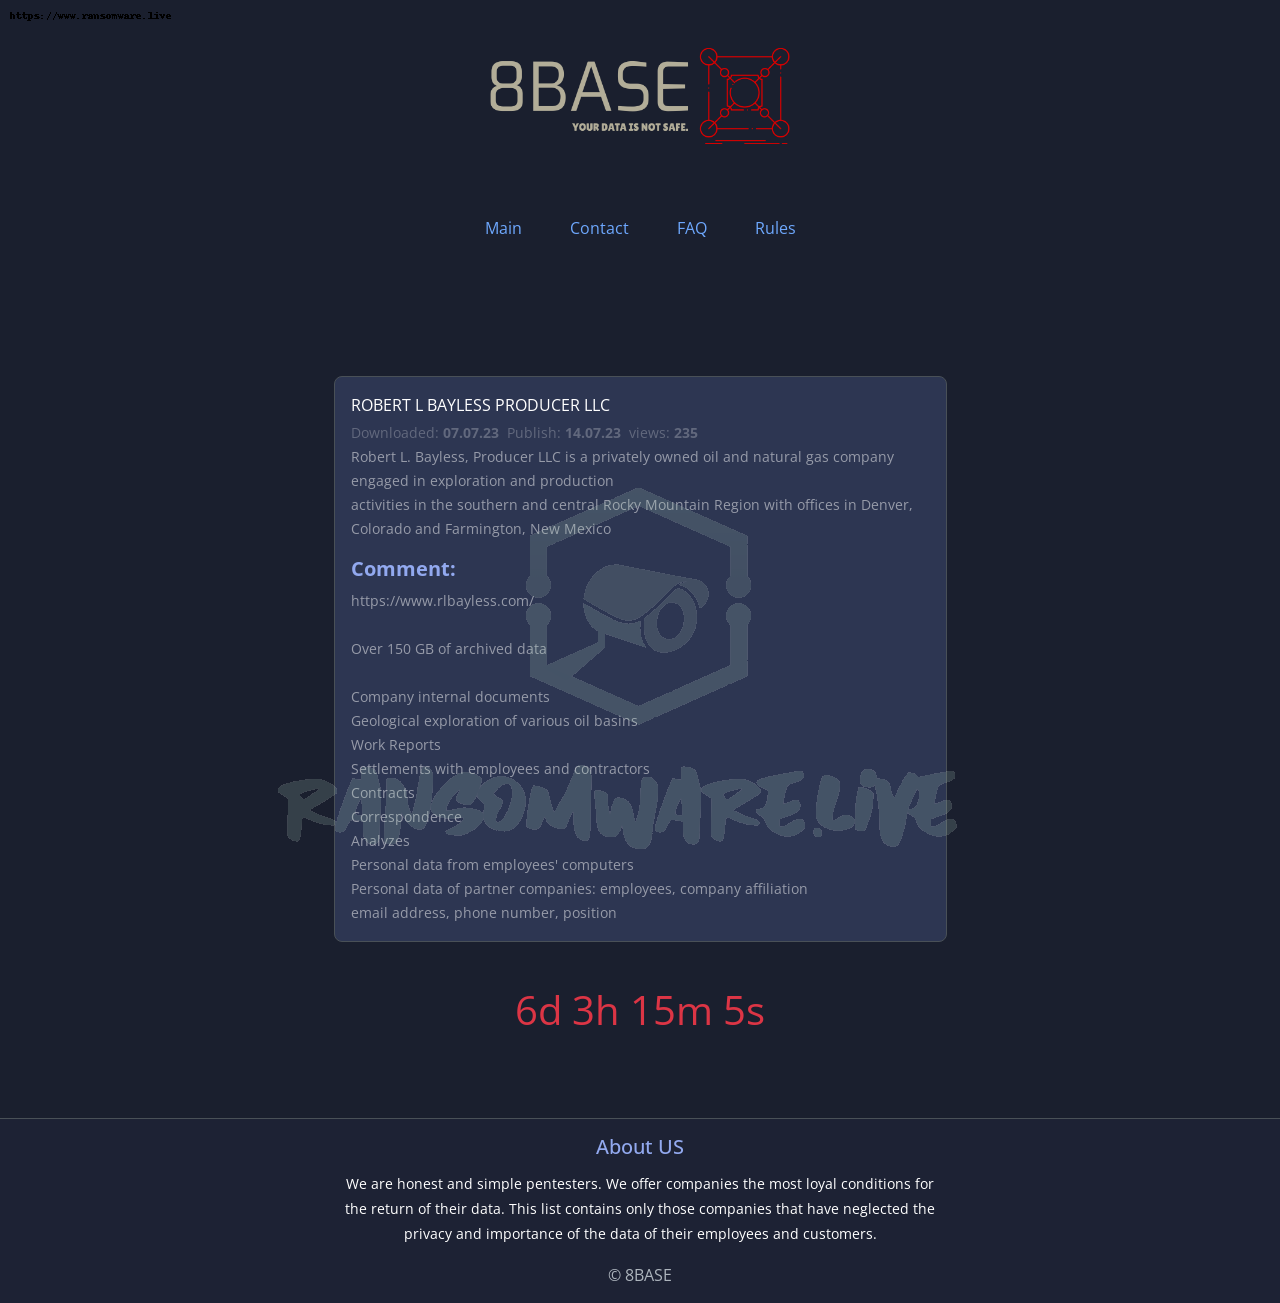 https://www.ransomware.live
8BASE
YOUR DATA IS NOT SAFE.
Main Contact FAQ Rules
ROBERT L BAYLESS PRODUCER LLC
Downloaded: 07.07.23 Publish: 14.07.23 views: 235
Robert L. Bayless, Producer LLC is a privately owned oil and natural gas company
engaged in exploration and production
activities in the southern and central Rocky Mountain Region with offices in Denver,
Colorado and Farmington, New Mexico
Comment:
https://www.rlbayless.com/
Over 150 GB of archived data
Company internal documents
Geological exploration of various oil basins
Work Reports
Settlements with employees and contractors
Contracts
Correspondence
Analyzes
Personal data from employees' computers
Personal data of partner companies: employees, company affiliation
email address, phone number, position
RANSOMWARE.LIVE
6d 3h 15m 5s
About US
We are honest and simple pentesters. We offer companies the most loyal conditions for
the return of their data. This list contains only those companies that have neglected the
privacy and importance of the data of their employees and customers.
© 8BASE